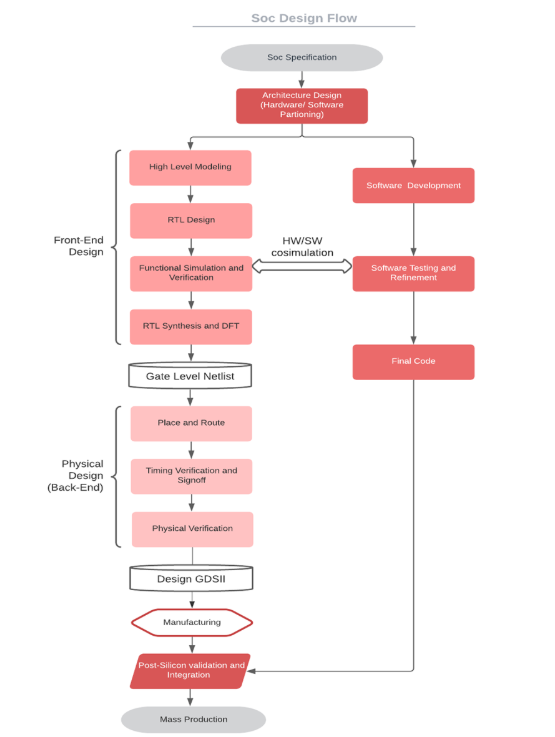 Soc Design Flow
Soc Specification
Architecture Design
(Hardware/ Software
Partioning)
High Level Modeling
Software Development
RTL Design
Front-End
Design
HW/SW
cosimulation
Functional Simulation and
Verification
Software Testing and
Refinement
RTL Synthesis and DFT
Final Code
Gate Level Netlist
Place and Route
Physical
Design
(Back-End)
Timing Verification and
Signoff
Physical Verification
Design GDSII
Manufacturing
Post-Silicon validation and
Integration
Mass Production